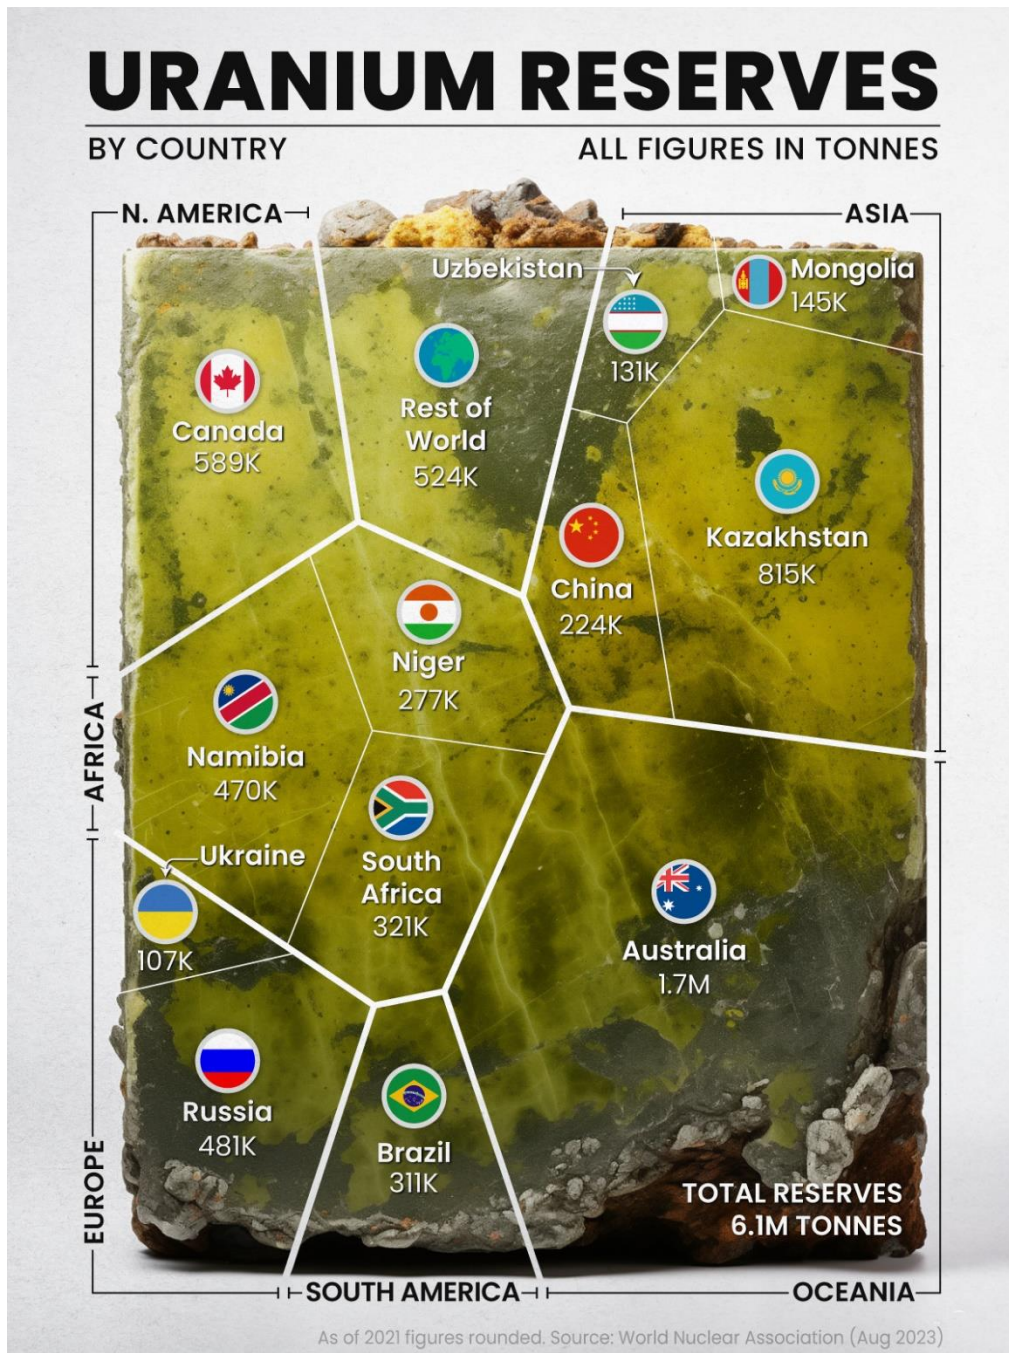 URANIUM RESERVES
BY COUNTRY
ALL FIGURES IN TONNES
N. AMERICA
ASIA
Uzbekistan
131K
Mongolia
145K
Canada
589K
Rest of
World
524K
Kazakhstan
815K
China
224K
Niger
277K
AFRICA
Namibia
470K
South
Africa
321K
Ukraine
107K
Australia
1.7M
Russia
481K
Brazil
311K
EUROPE
TOTAL RESERVES
6.1M TONNES
SOUTH AMERICA
OCEANIA
As of 2021 figures rounded. Source: World Nuclear Association (Aug 2023)